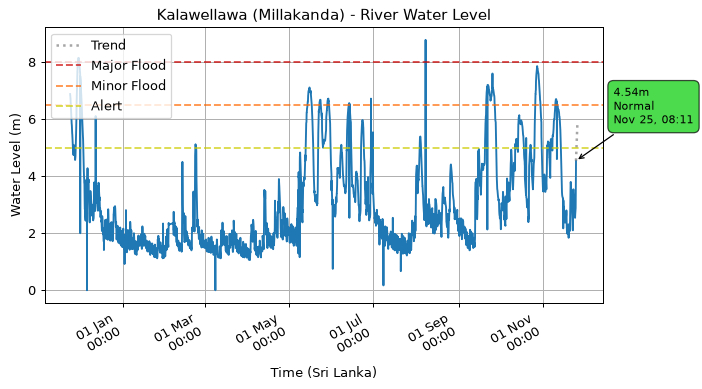 Kalawellawa (Millakanda) - River Water Level
Trend
Major Flood
Minor Flood
Alert
4.54m
Normal
Nov 25, 08:11
Water Level (m)
8
6
4
2
0
01 Jan
00:00
01 Mar
00:00
01 May
00:00
01 Jul
00:00
01 Sep
00:00
01 Nov
00:00
Time (Sri Lanka)